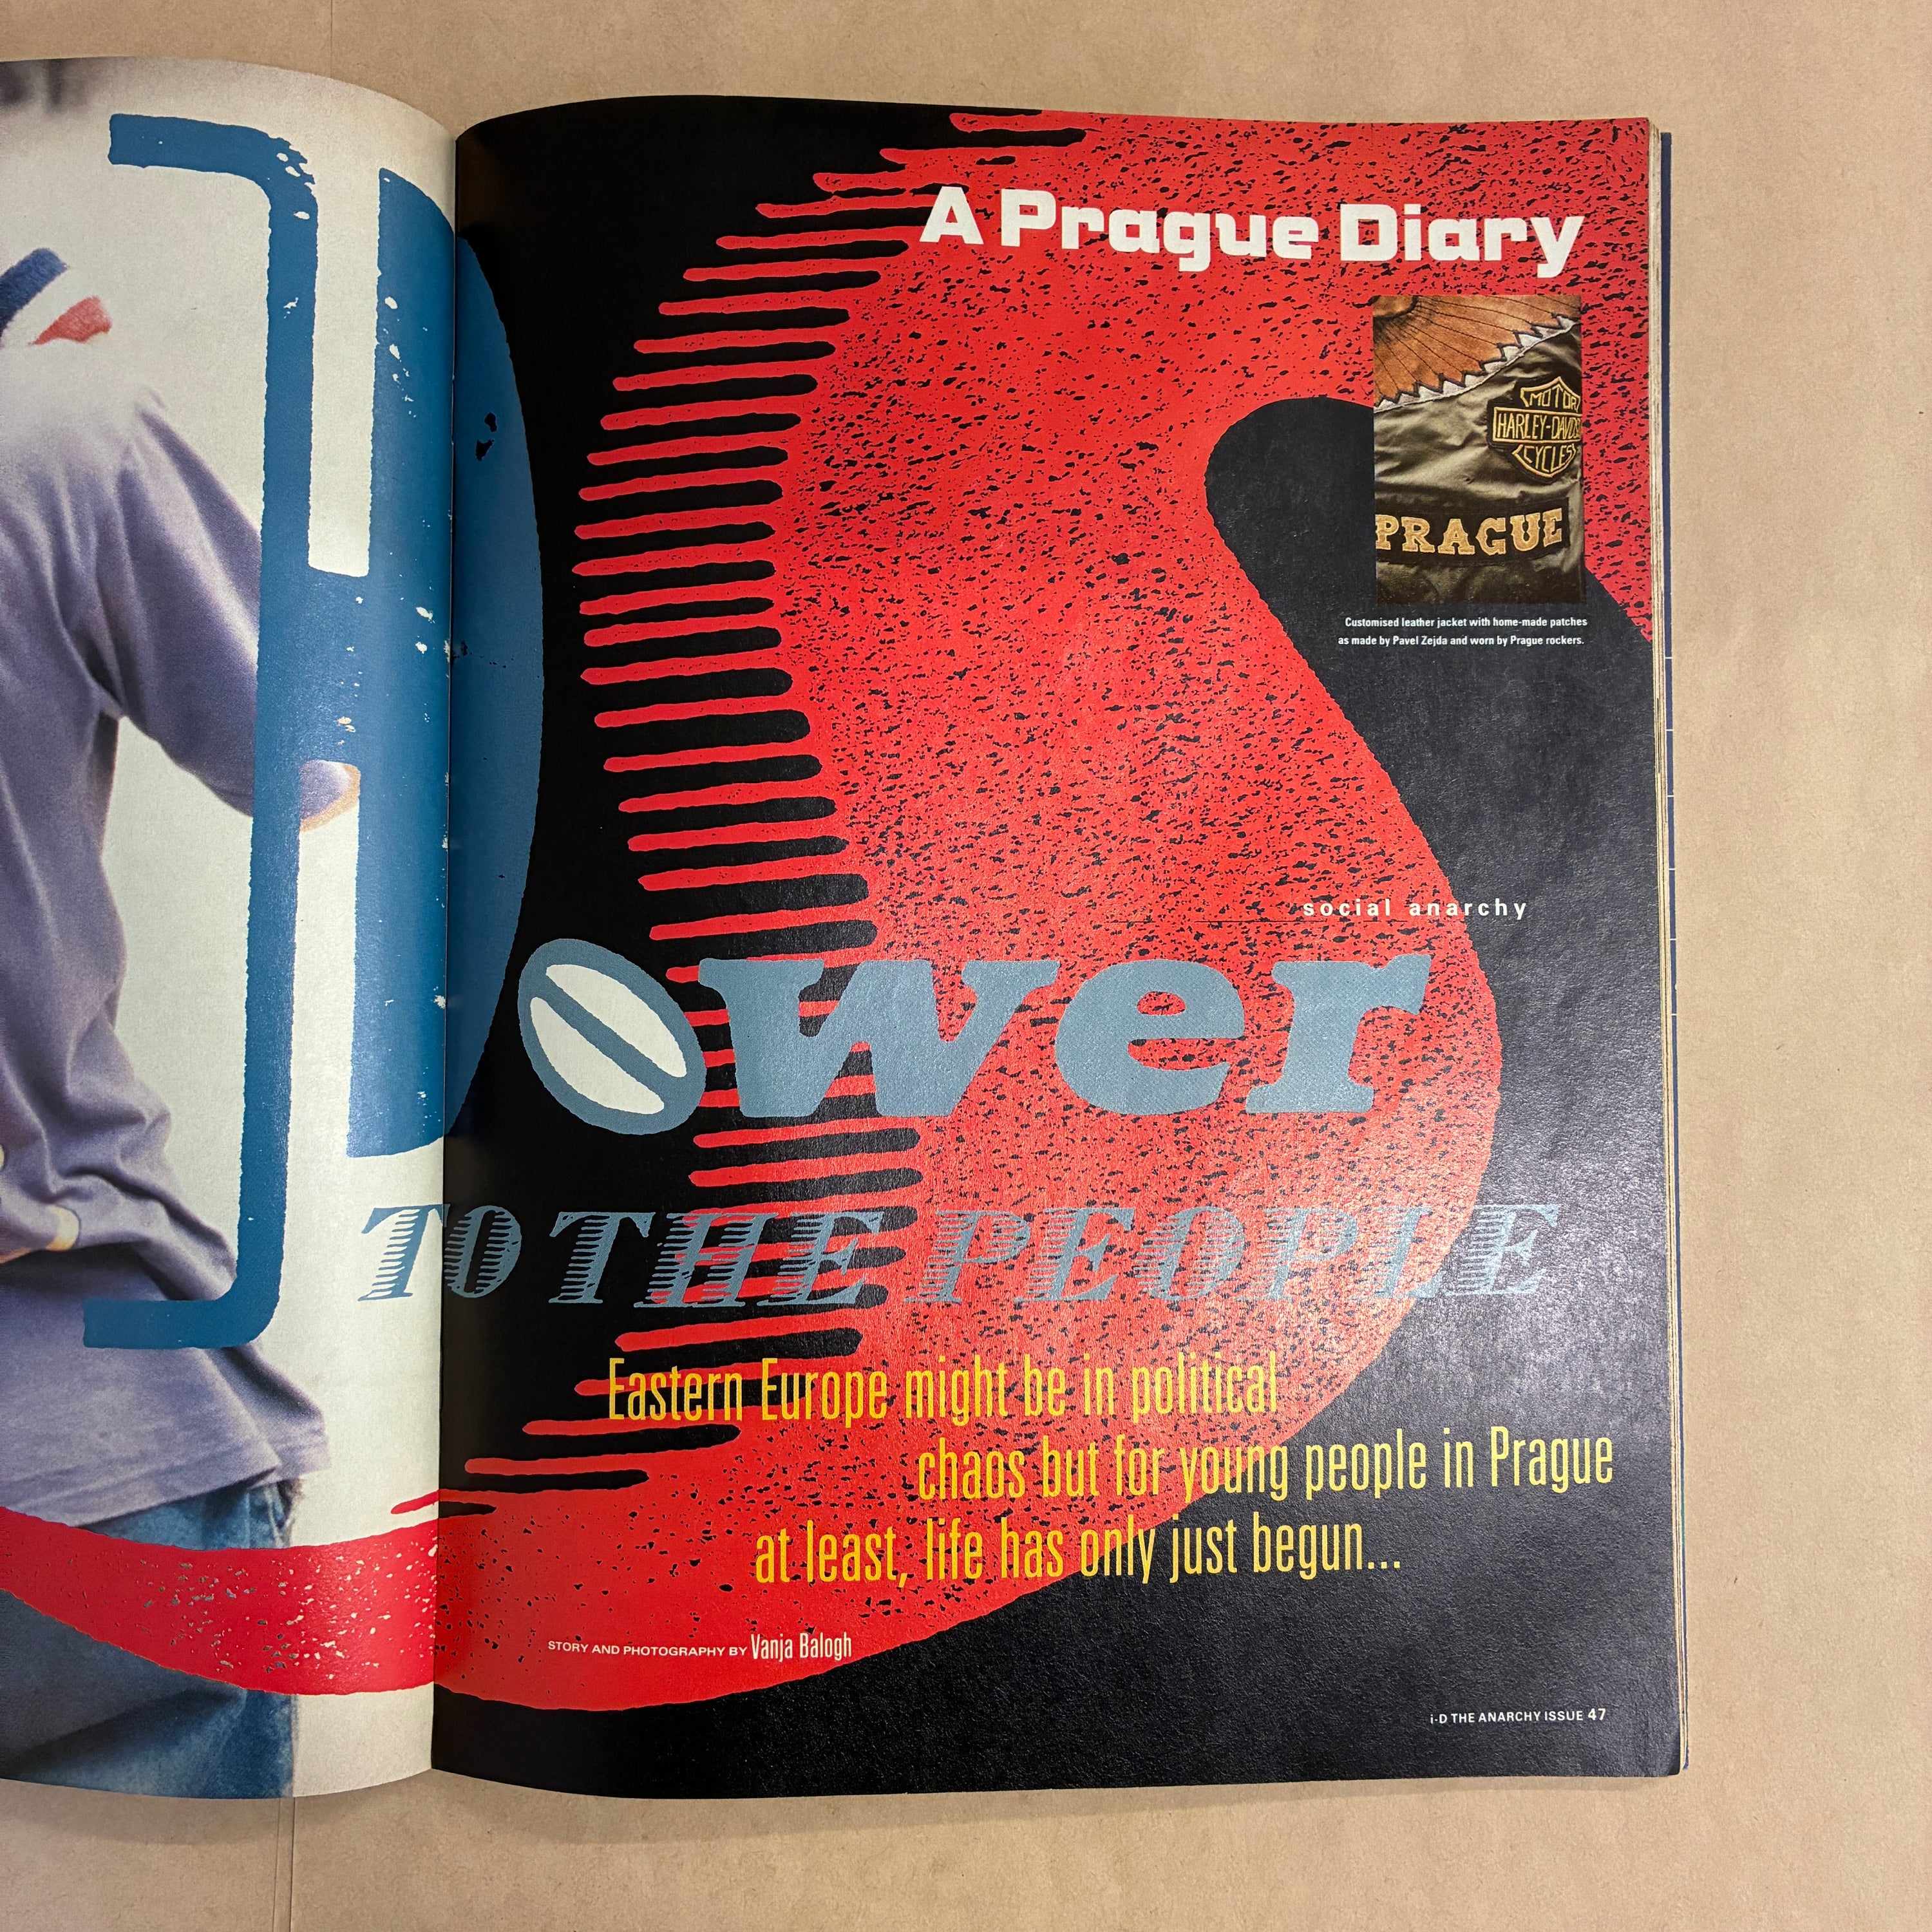 A Prague Diary
MOTOR
HARLEY-DAVIDS
CYCLES
PRAGUE
Customised leather jacket with home-made patches
as made by Pavel Zejda and worn by Prague rockers.
social anarchy
Power
TO THE PEOPLE
Eastern Europe might be in political
chaos but for young people in Prague
at least, life has only just begun...
STORY AND PHOTOGRAPHY BY Vanja Balogh
i-D THE ANARCHY ISSUE 47